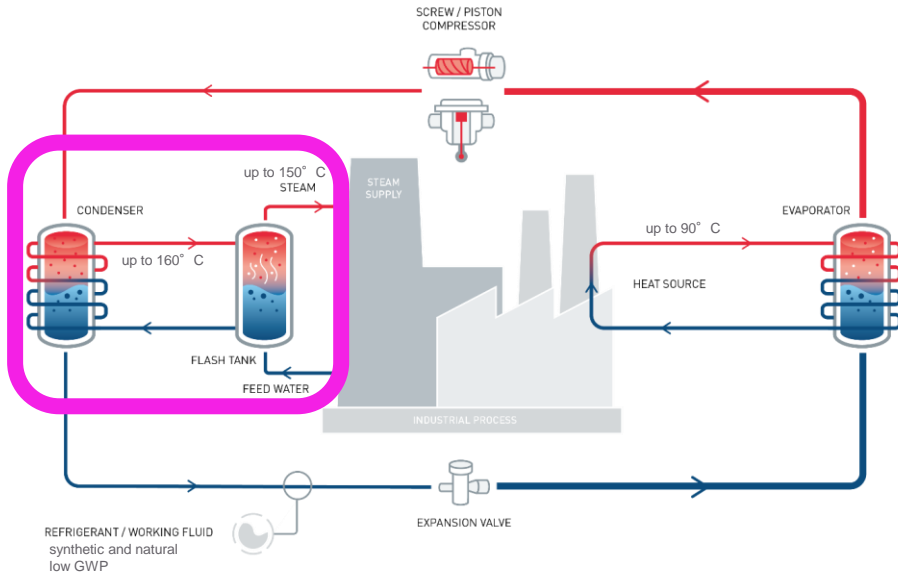 SCREW / PISTON
COMPRESSOR
up to 150° C
STEAM
STEAM
SUPPLY
CONDENSER
EVAPORATOR
up to 160° C
up to 90° C
HEAT SOURCE
FLASH TANK
FEED WATER
INDUSTRIAL PROCESS
EXPANSION VALVE
REFRIGERANT / WORKING FLUID
synthetic and natural
low GWP